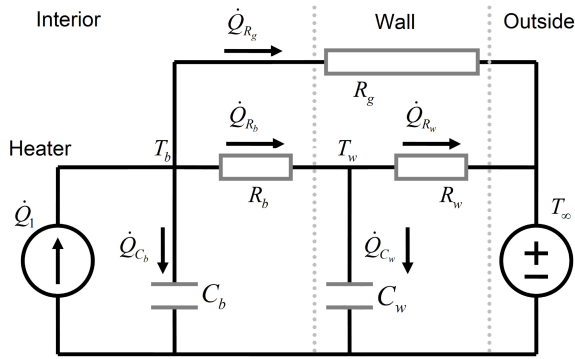 Interior Wall Outside
Q̇_{R_g}
R_g
Q̇_{R_b} Q̇_{R_w}
Heater T_b T_w
R_b R_w
T_∞
Q̇_1
Q̇_{C_b} Q̇_{C_w}
+
−
C_b C_w